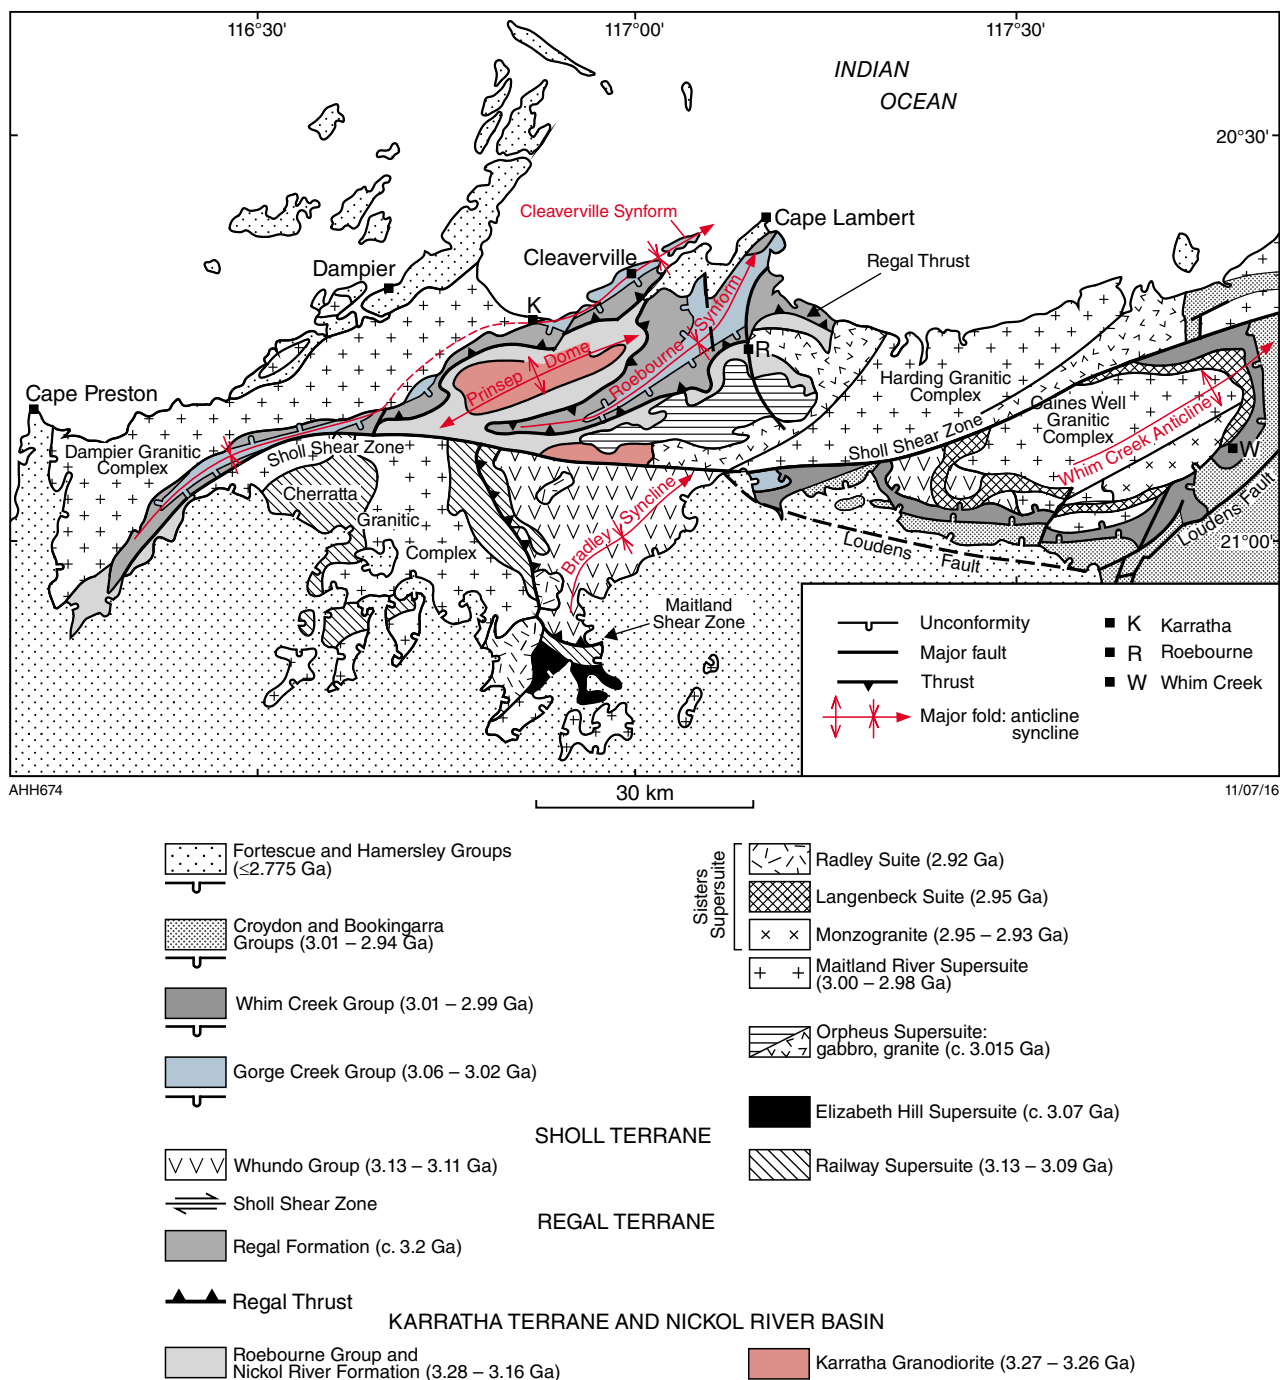 116°30'
117°00'
117°30'
INDIAN
OCEAN
20°30'
Cleaverville Synform
Cape Lambert
Cleaverville
Regal Thrust
Dampier
K
Roebourne Synform
R
Prinsep Dome
Harding Granitic
Complex
Cape Preston
Caines Well
Granitic
Complex
Whim Creek Anticline
Dampier Granitic
Complex
Sholl Shear Zone
Sholl Shear Zone
W
Cherratta
Granitic
Complex
Bradley Syncline
Loudens Fault
Loudens Fault
21°00'
Maitland
Shear Zone
Unconformity
Major fault
Thrust
Major fold: anticline
syncline
K Karratha
R Roebourne
W Whim Creek
AHH674
30 km
11/07/16
Fortescue and Hamersley Groups
(≤2.775 Ga)
Croydon and Bookingarra
Groups (3.01 – 2.94 Ga)
Whim Creek Group (3.01 – 2.99 Ga)
Gorge Creek Group (3.06 – 3.02 Ga)
Sisters
Supersuite
Radley Suite (2.92 Ga)
Langenbeck Suite (2.95 Ga)
Monzogranite (2.95 – 2.93 Ga)
Maitland River Supersuite
(3.00 – 2.98 Ga)
Orpheus Supersuite:
gabbro, granite (c. 3.015 Ga)
Elizabeth Hill Supersuite (c. 3.07 Ga)
SHOLL TERRANE
Whundo Group (3.13 – 3.11 Ga)
Railway Supersuite (3.13 – 3.09 Ga)
Sholl Shear Zone
REGAL TERRANE
Regal Formation (c. 3.2 Ga)
Regal Thrust
KARRATHA TERRANE AND NICKOL RIVER BASIN
Roebourne Group and
Nickol River Formation (3.28 – 3.16 Ga)
Karratha Granodiorite (3.27 – 3.26 Ga)